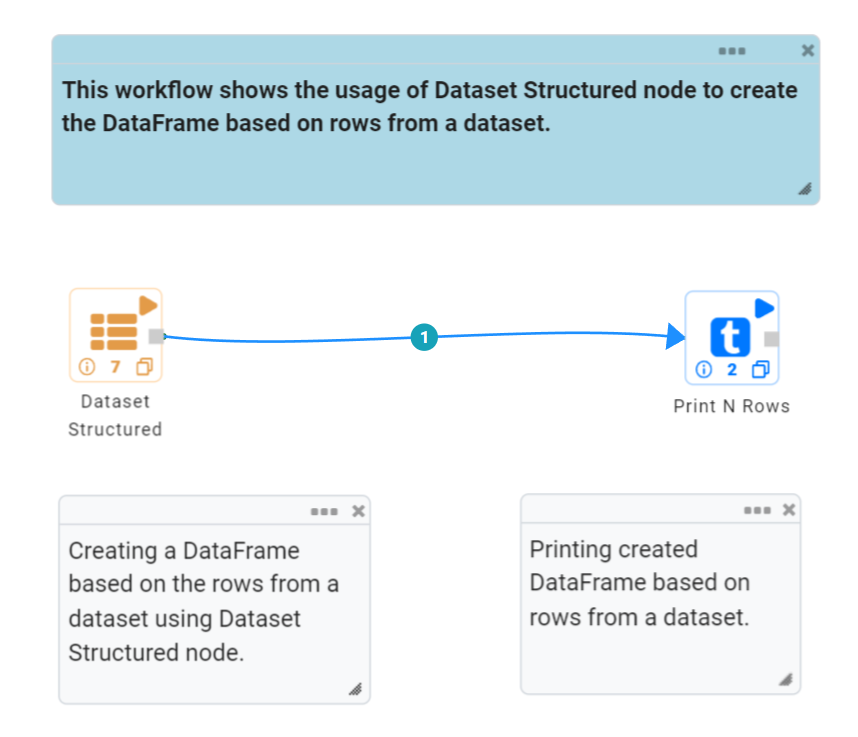 This workflow shows the usage of Dataset Structured node to create
the DataFrame based on rows from a dataset.
1
t
7
2
Dataset
Structured
Print N Rows
Creating a DataFrame
based on the rows from a
dataset using Dataset
Structured node.
Printing created
DataFrame based on
rows from a dataset.